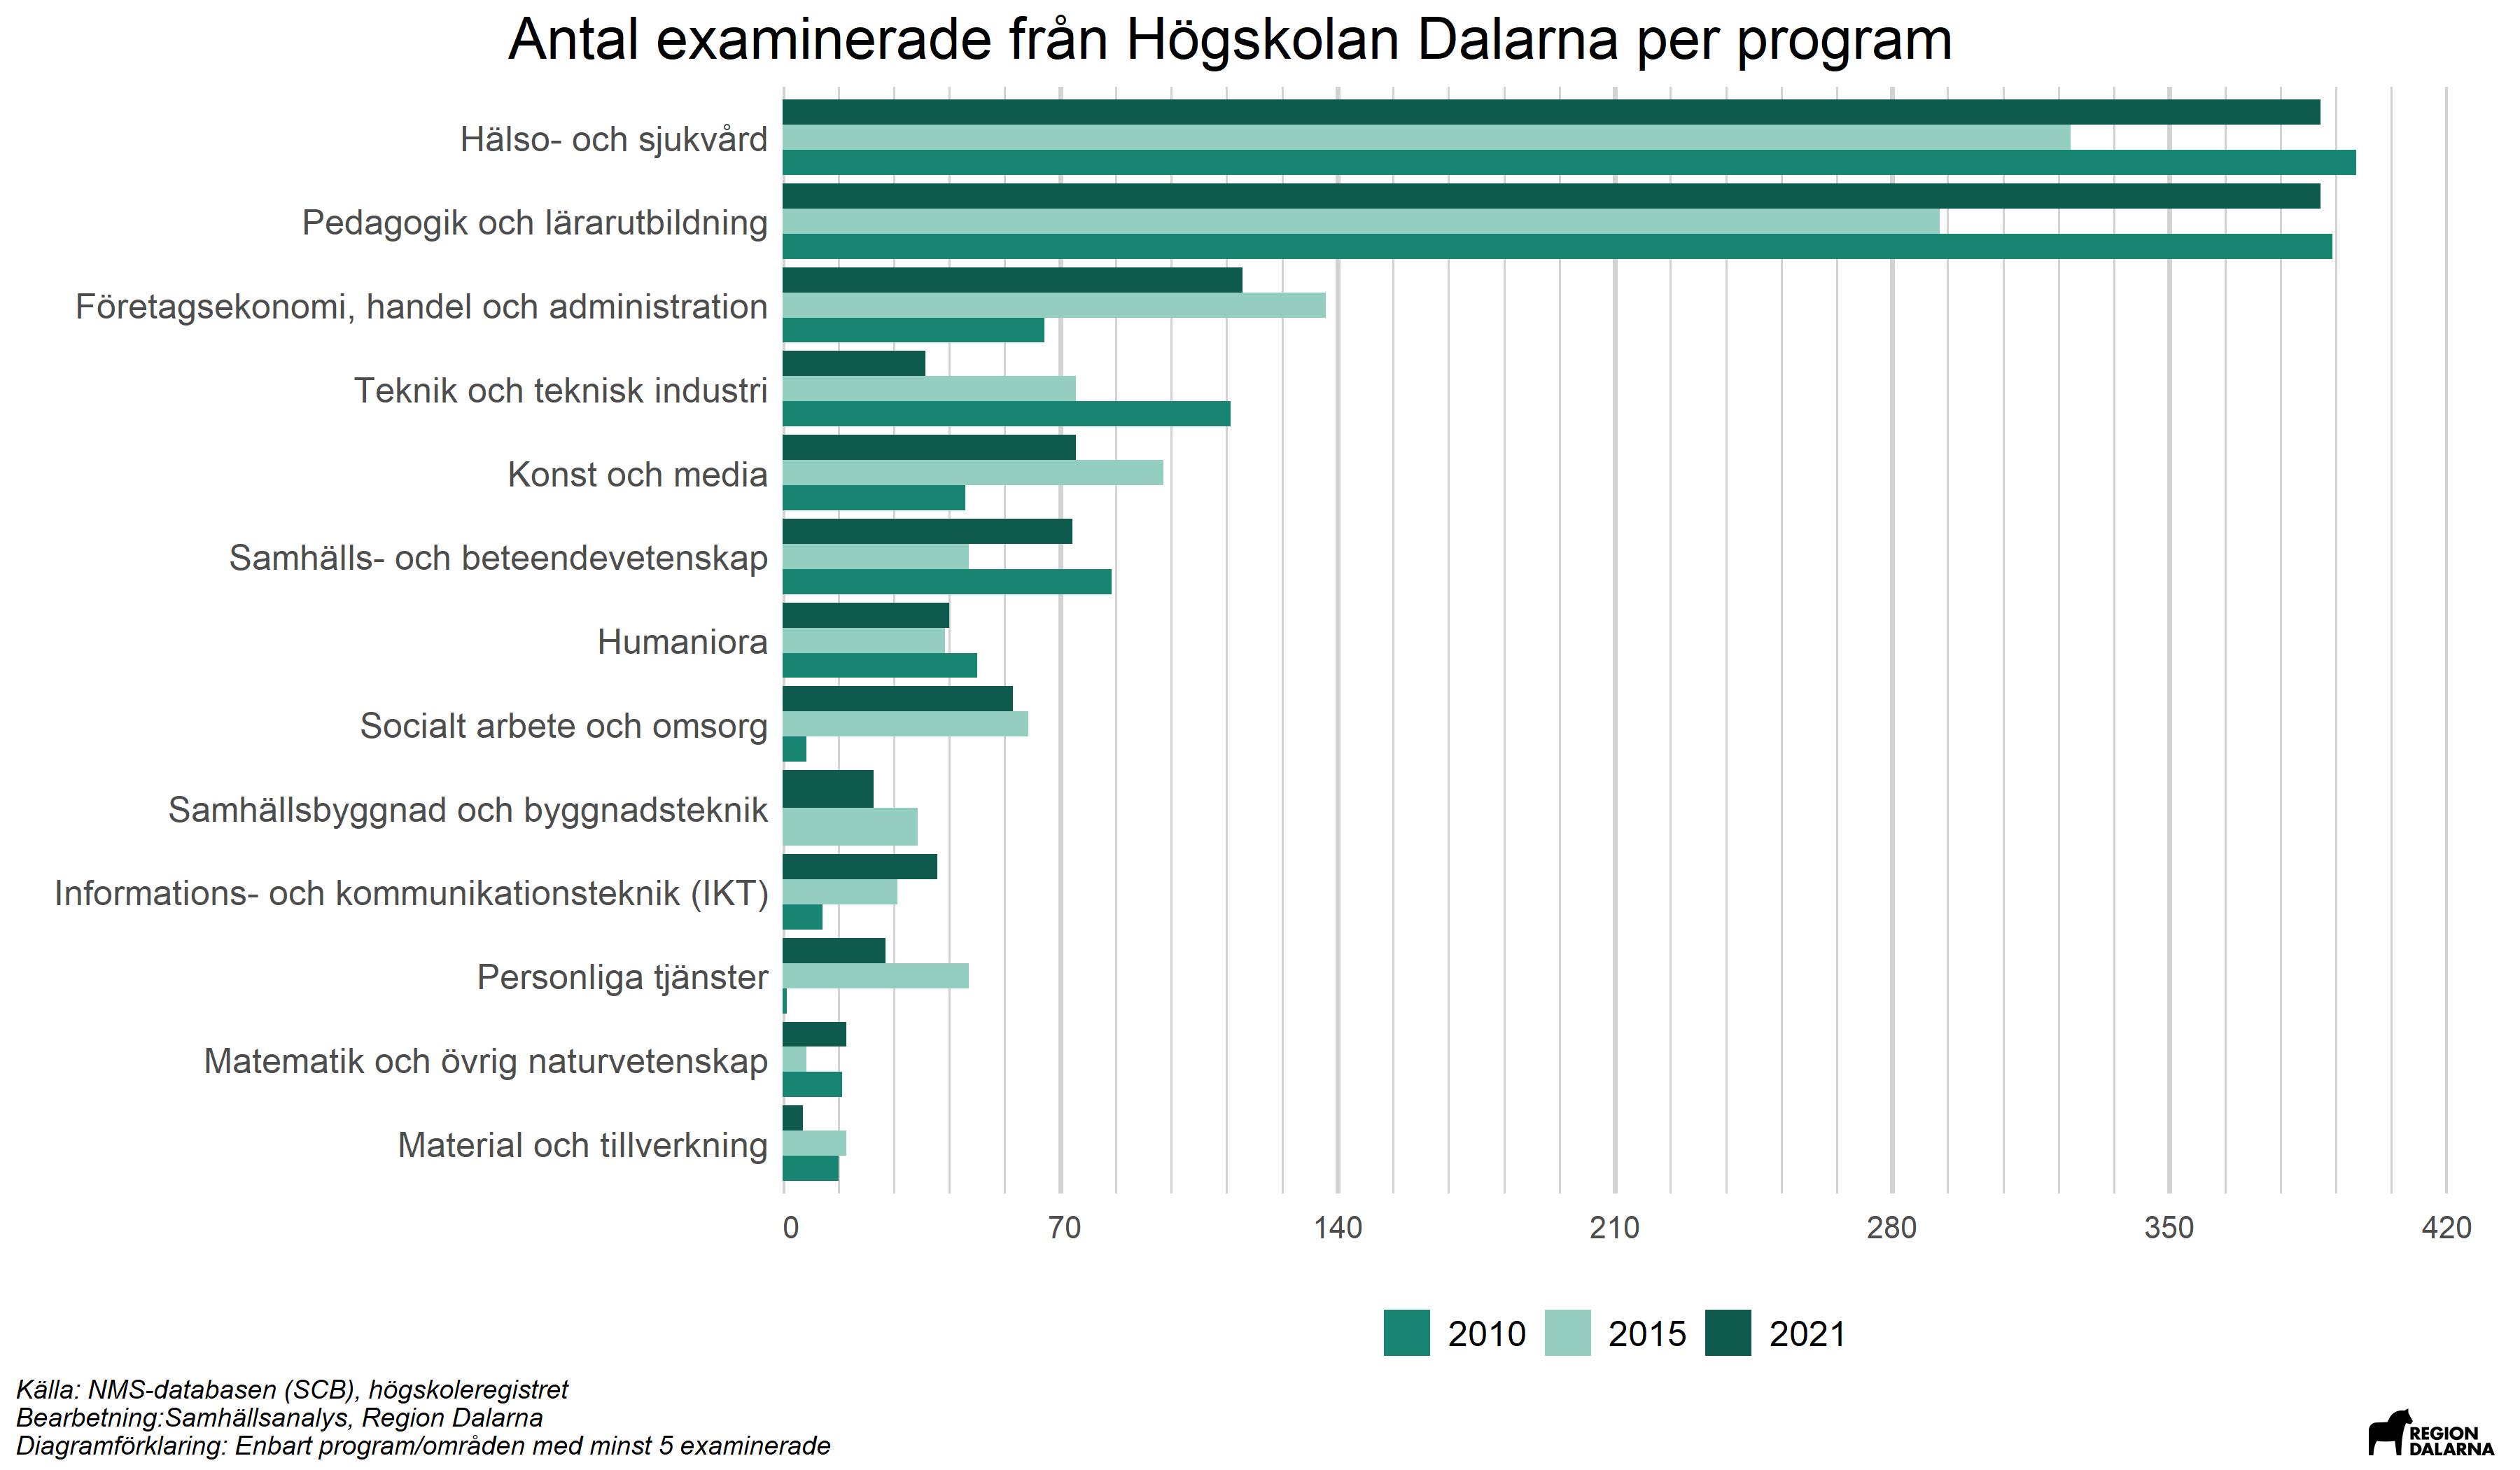 Antal examinerade från Högskolan Dalarna per program
Hälso- och sjukvård
Pedagogik och lärarutbildning
Företagsekonomi, handel och administration
Teknik och teknisk industri
Konst och media
Samhälls- och beteendevetenskap
Humaniora
Socialt arbete och omsorg
Samhällsbyggnad och byggnadsteknik
Informations- och kommunikationsteknik (IKT)
Personliga tjänster
Matematik och övrig naturvetenskap
Material och tillverkning
0 70 140 210 280 350 420
2010 2015 2021
Källa: NMS-databasen (SCB), högskoleregistret
Bearbetning:Samhällsanalys, Region Dalarna
Diagramförklaring: Enbart program/områden med minst 5 examinerade
REGION
DALARNA